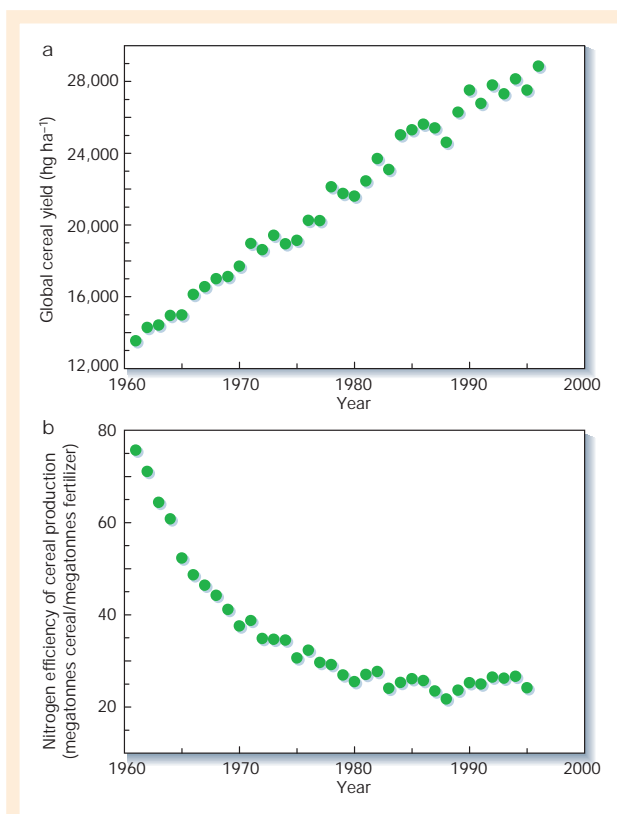 a
Global cereal yield (hg ha⁻¹)
28,000
24,000
20,000
16,000
12,000
1960 1970 1980 1990 2000
Year
b
Nitrogen efficiency of cereal production
(megatonnes cereal/megatonnes fertilizer)
80
60
40
20
1960 1970 1980 1990 2000
Year